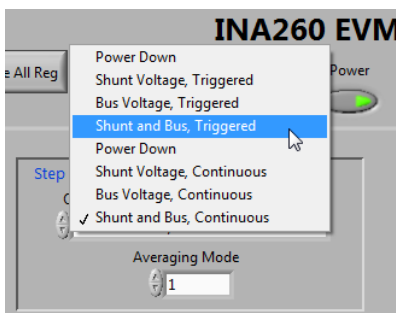 INA260 EVM
e All Reg
Power
Power Down
Shunt Voltage, Triggered
Bus Voltage, Triggered
Shunt and Bus, Triggered
Power Down
Shunt Voltage, Continuous
Bus Voltage, Continuous
✓ Shunt and Bus, Continuous
Step
Averaging Mode
1